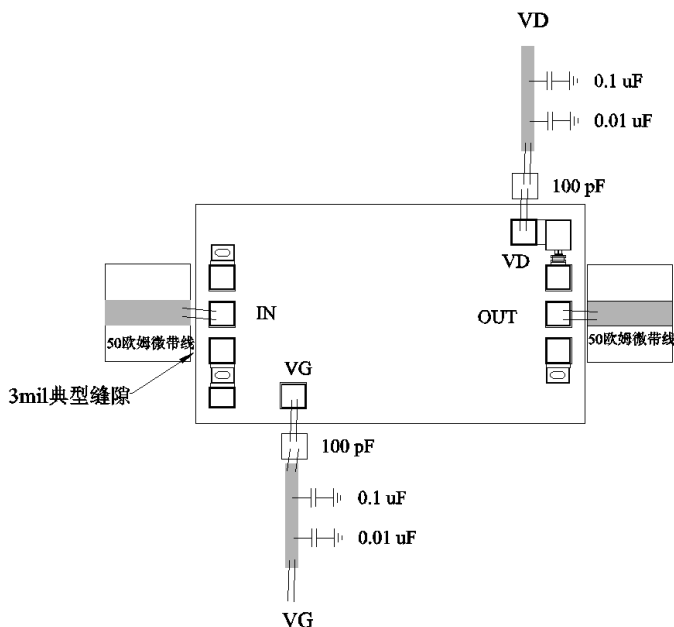 VD
0.1 uF
0.01 uF
100 pF
VD
IN
OUT
50欧姆微带线
50欧姆微带线
VG
3mil典型缝隙
100 pF
0.1 uF
0.01 uF
VG